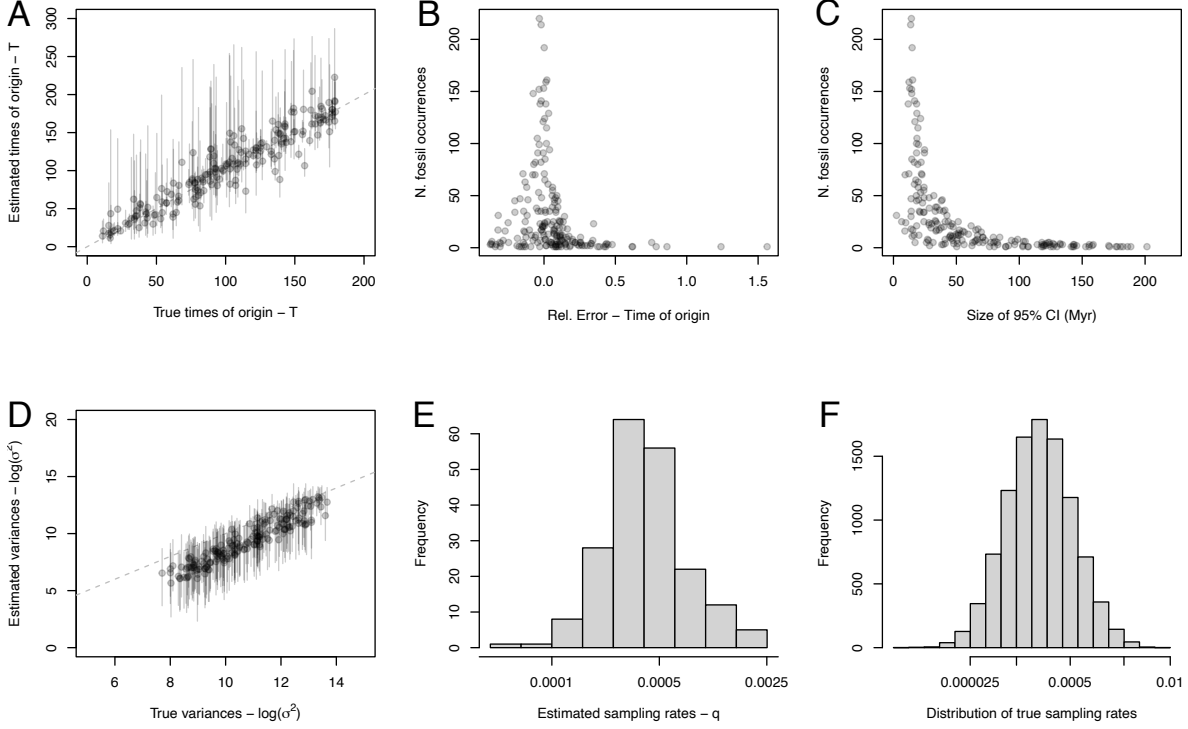 A
Estimated times of origin − T
0 50 100 150 200 250 300
0 50 100 150 200
True times of origin − T
B
N. fossil occurrences
0 50 100 150 200
0.0 0.5 1.0 1.5
Rel. Error − Time of origin
C
N. fossil occurrences
0 50 100 150 200
0 50 100 150 200
Size of 95% CI (Myr)
D
Estimated variances − log(σ²)
0 5 10 15 20
6 8 10 12 14
True variances − log(σ²)
E
Frequency
0 10 20 30 40 50 60
0.0001 0.0005 0.0025
Estimated sampling rates − q
F
Frequency
0 500 1000 1500
0.000025 0.0005 0.01
Distribution of true sampling rates